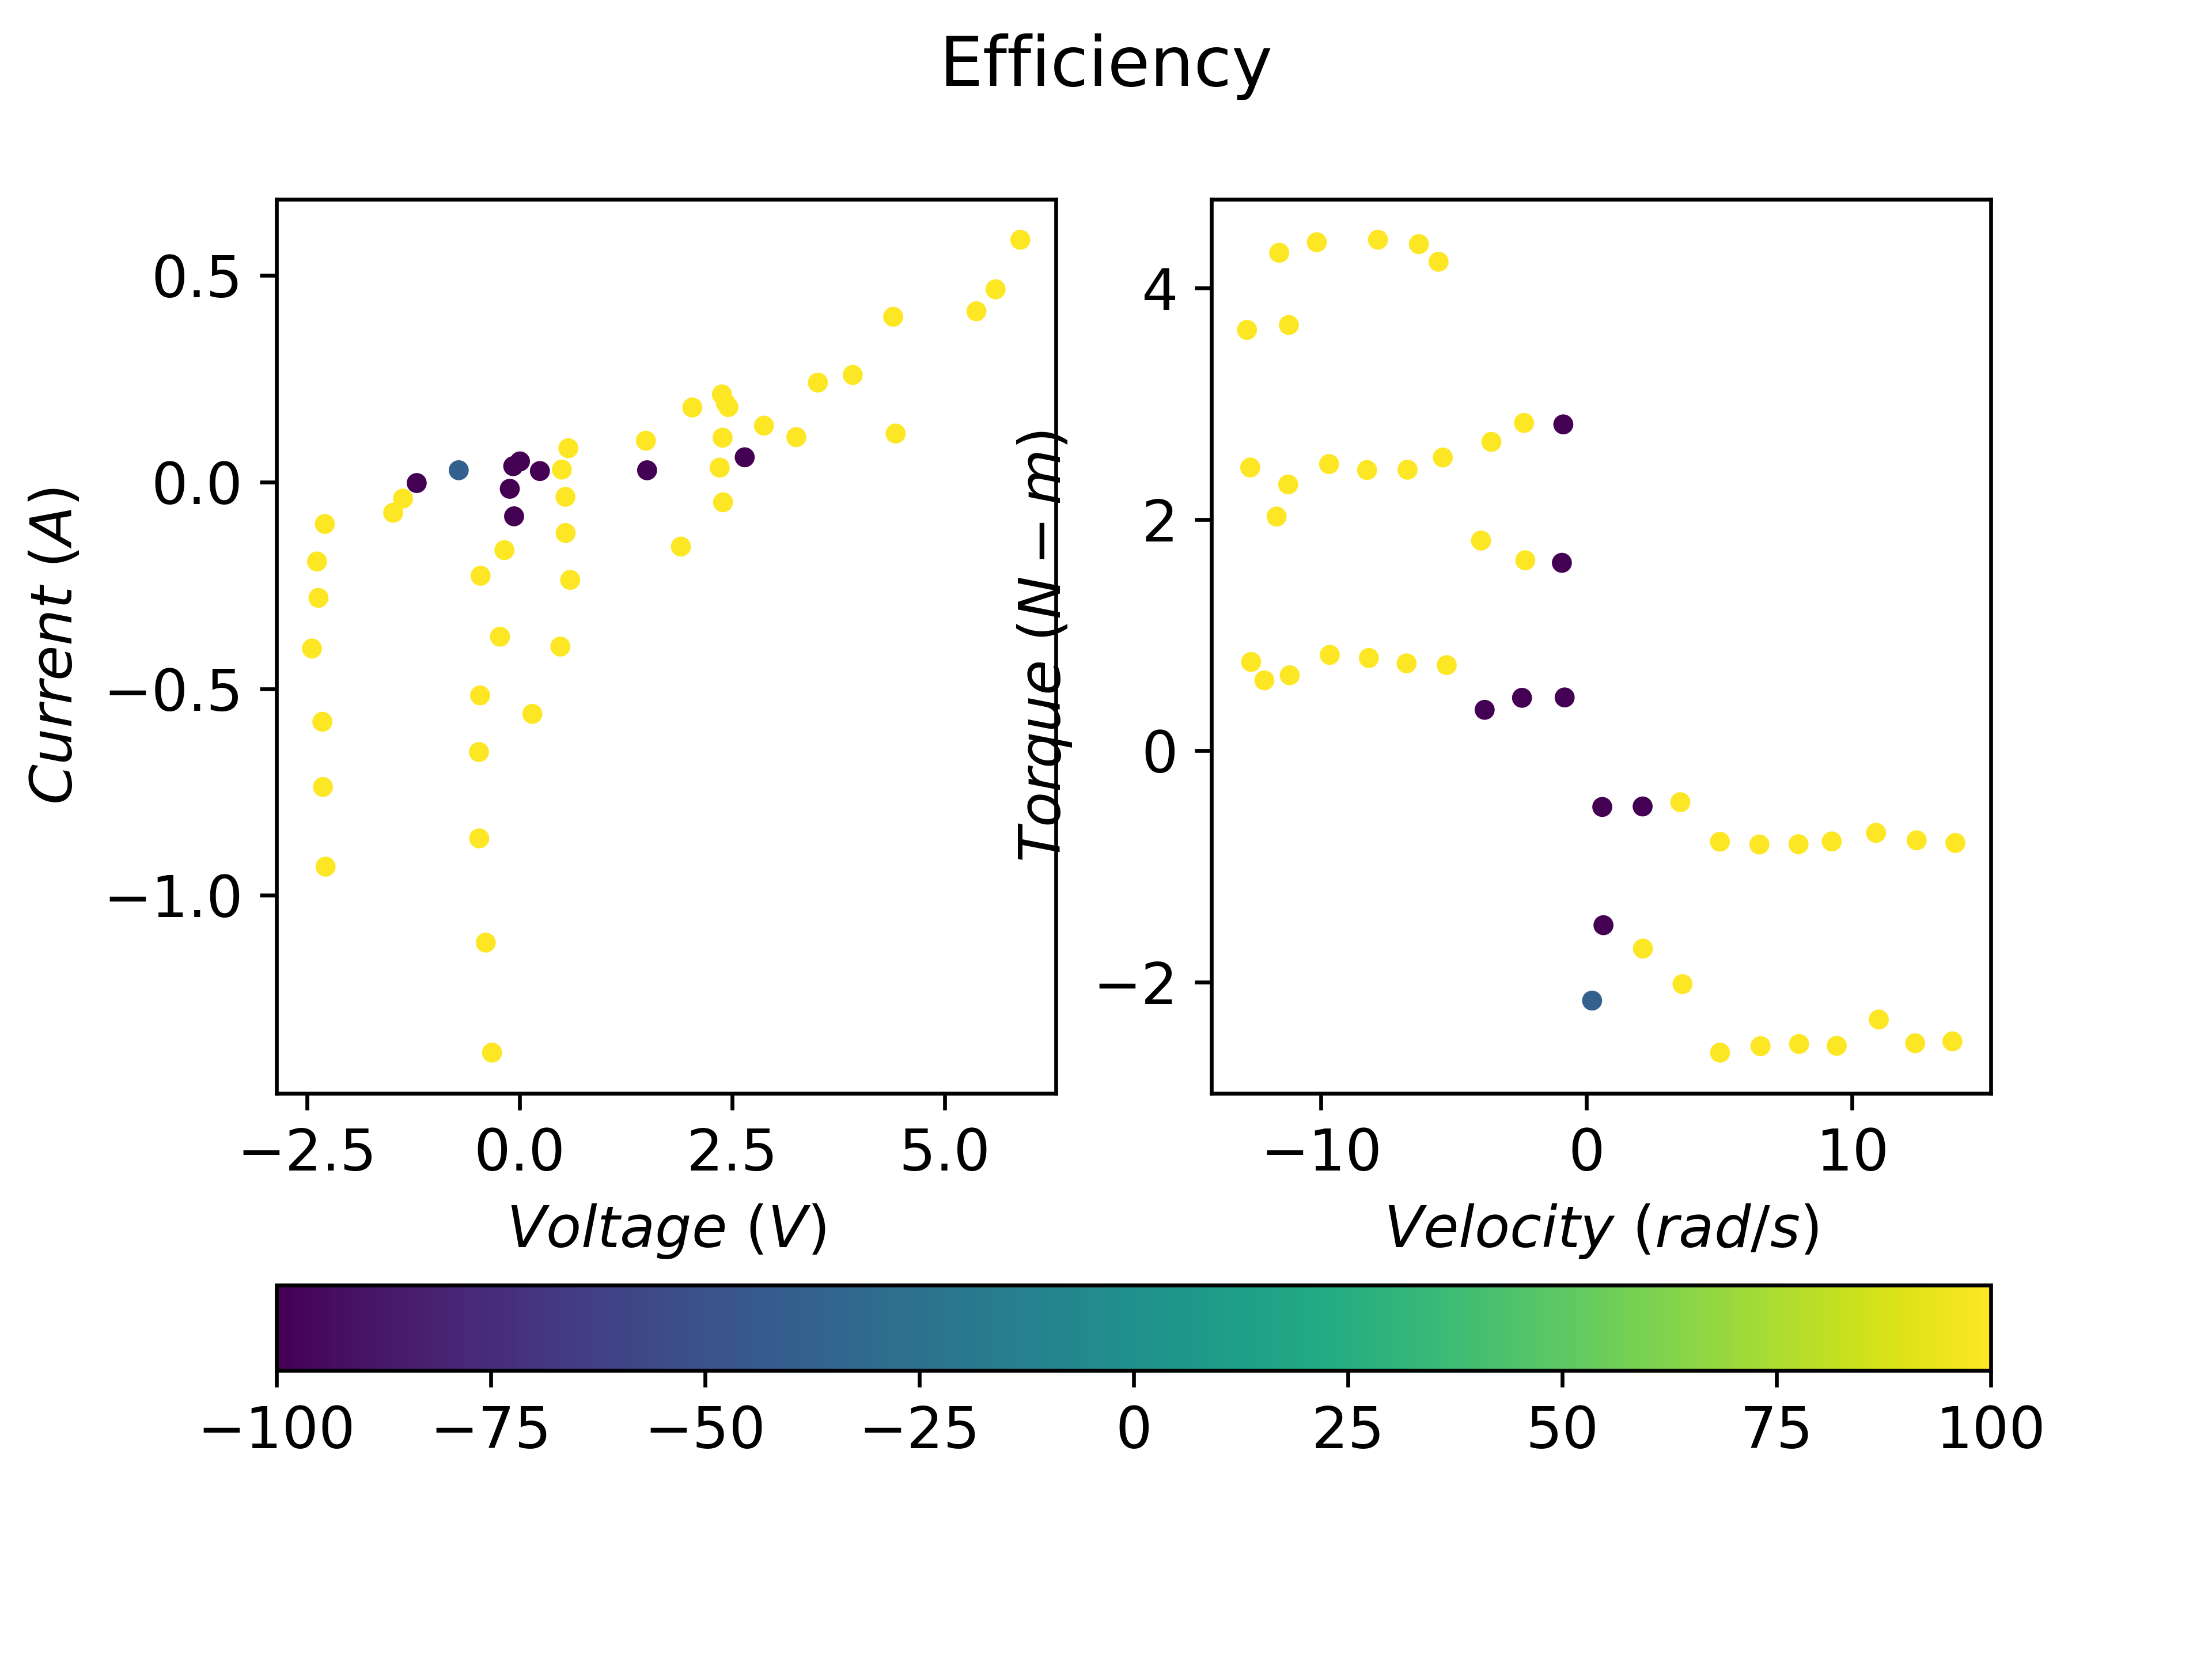 Efficiency
0.5
0.0
−0.5
−1.0
Current (A)
−2.5 0.0 2.5 5.0
Voltage (V)
4
2
0
−2
Torque (N − m)
−10 0 10
Velocity (rad/s)
−100 −75 −50 −25 0 25 50 75 100